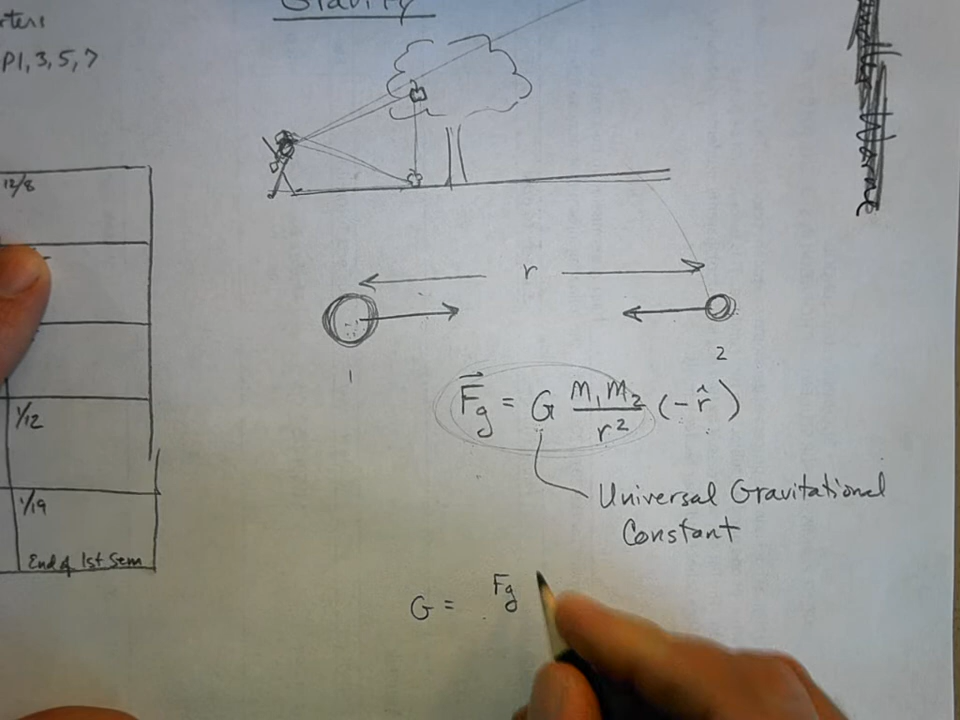 Gravity
P1, 3, 5, 7
12/8
r
1
2
F⃗g = G m₁m₂/r² (-r̂)
1/12
Universal Gravitational
Constant
1/19
End of 1st Sem
G = Fg